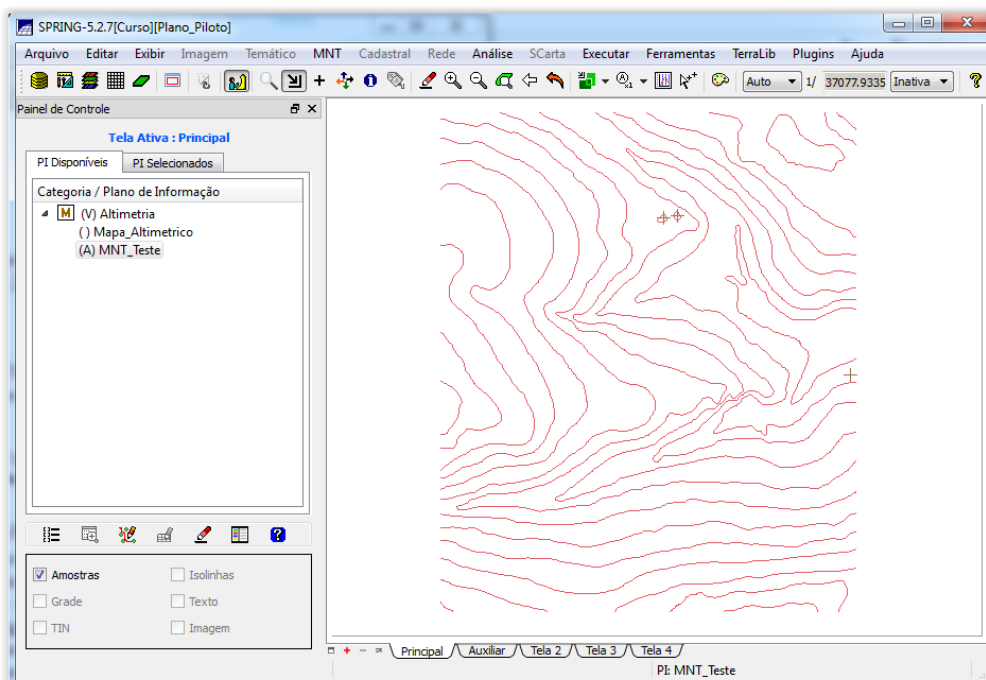 SPRING-5.2.7[Curso][Plano_Piloto]
Arquivo Editar Exibir Imagem Temático MNT Cadastral Rede Análise SCarta Executar Ferramentas TerraLib Plugins Ajuda
Auto 1/ 37077.9335 Inativa
Painel de Controle
Tela Ativa : Principal
PI Disponíveis PI Selecionados
Categoria / Plano de Informação
M (V) Altimetria
( ) Mapa_Altimetrico
(A) MNT_Teste
Amostras Isolinhas
Grade Texto
TIN Imagem
Principal Auxiliar Tela 2 Tela 3 Tela 4
PI: MNT_Teste